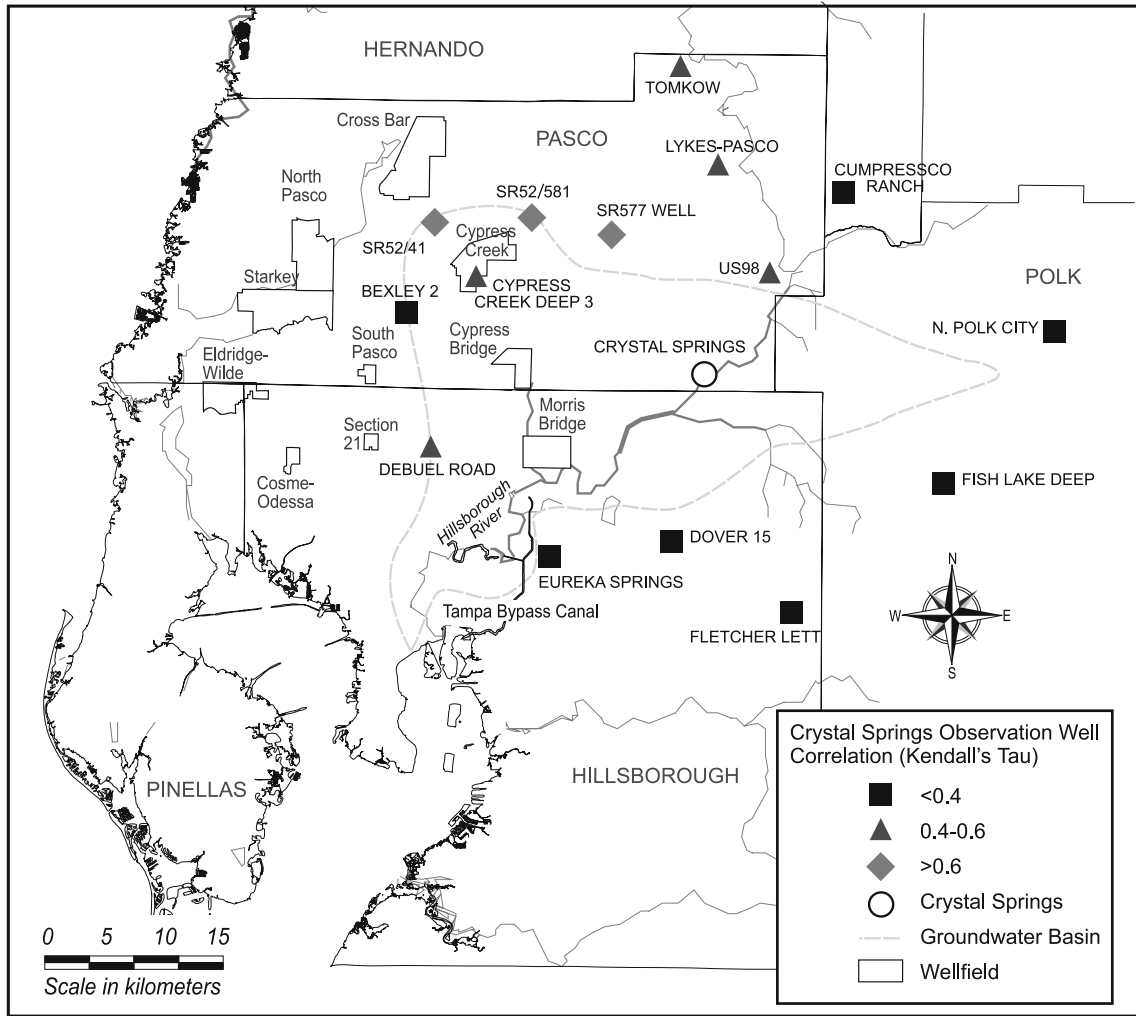 HERNANDO
TOMKOW
Cross Bar
PASCO
LYKES-PASCO
CUMPRESSCO
RANCH
North
Pasco
SR52/581
SR577 WELL
SR52/41
Cypress
Creek
US98
POLK
Starkey
BEXLEY 2
CYPRESS
CREEK DEEP 3
N. POLK CITY
South
Pasco
Cypress
Bridge
CRYSTAL SPRINGS
Eldridge-
Wilde
Morris
Bridge
Section
21
DEBUEL ROAD
Cosme-
Odessa
FISH LAKE DEEP
Hillsborough
River
DOVER 15
EUREKA SPRINGS
Tampa Bypass Canal
FLETCHER LETT
N
W
E
S
PINELLAS
HILLSBOROUGH
Crystal Springs Observation Well
Correlation (Kendall's Tau)
<0.4
0.4-0.6
>0.6
Crystal Springs
Groundwater Basin
Wellfield
0 5 10 15
Scale in kilometers